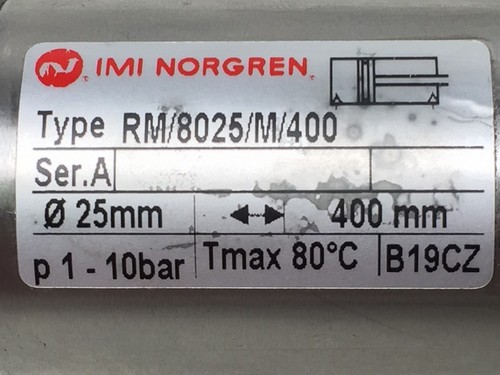 IMI NORGREN
Type RM/8025/M/400
Ser.A
Ø 25mm 400 mm
p 1 - 10bar Tmax 80°C B19CZ